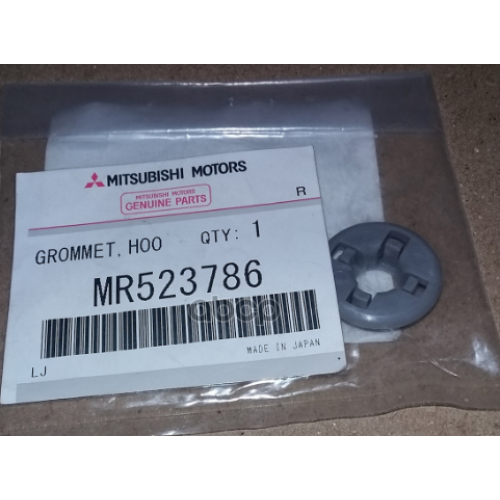 MITSUBISHI MOTORS
MITSUBISHI MOTORS
GENUINE PARTS
R
GROMMET, HOO QTY: 1
MR523786
MADE IN JAPAN
LJ